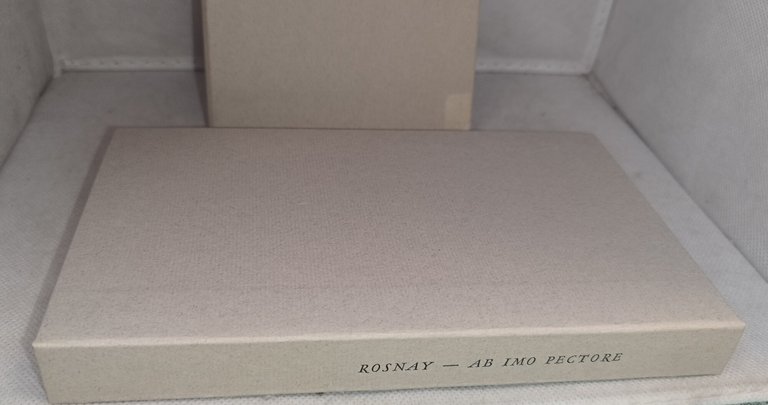 ROSNAY — AB IMO PECTORE